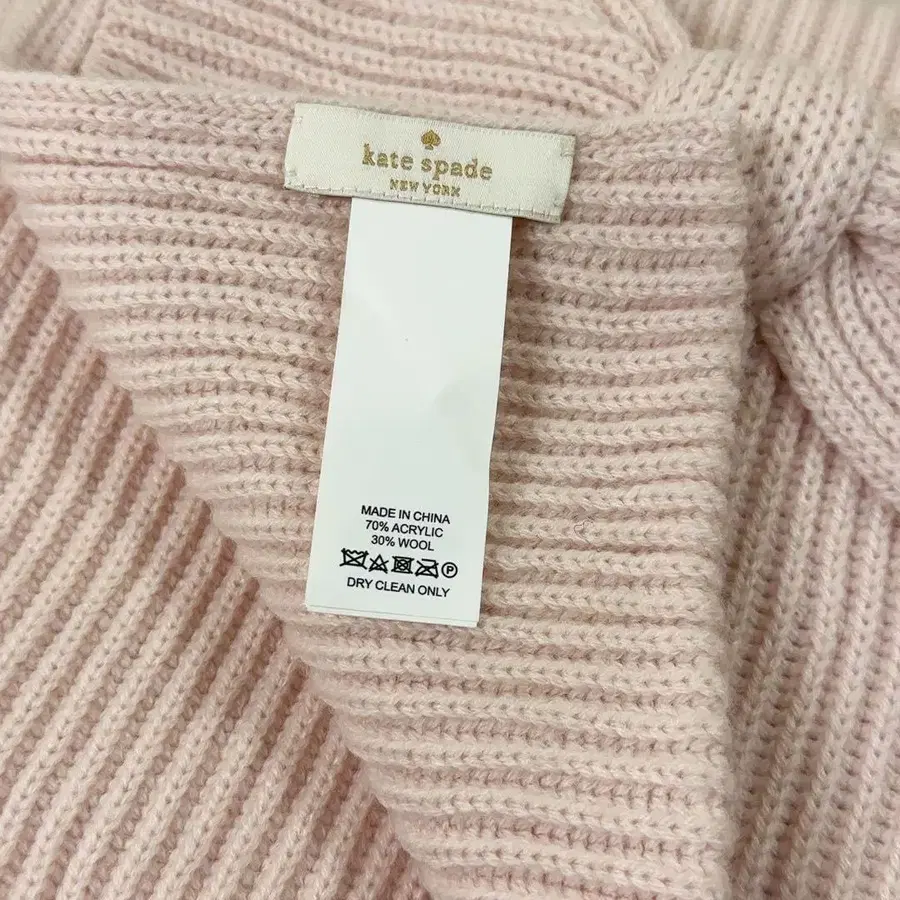 kate spade
NEW YORK
MADE IN CHINA
70% ACRYLIC
30% WOOL
P
DRY CLEAN ONLY